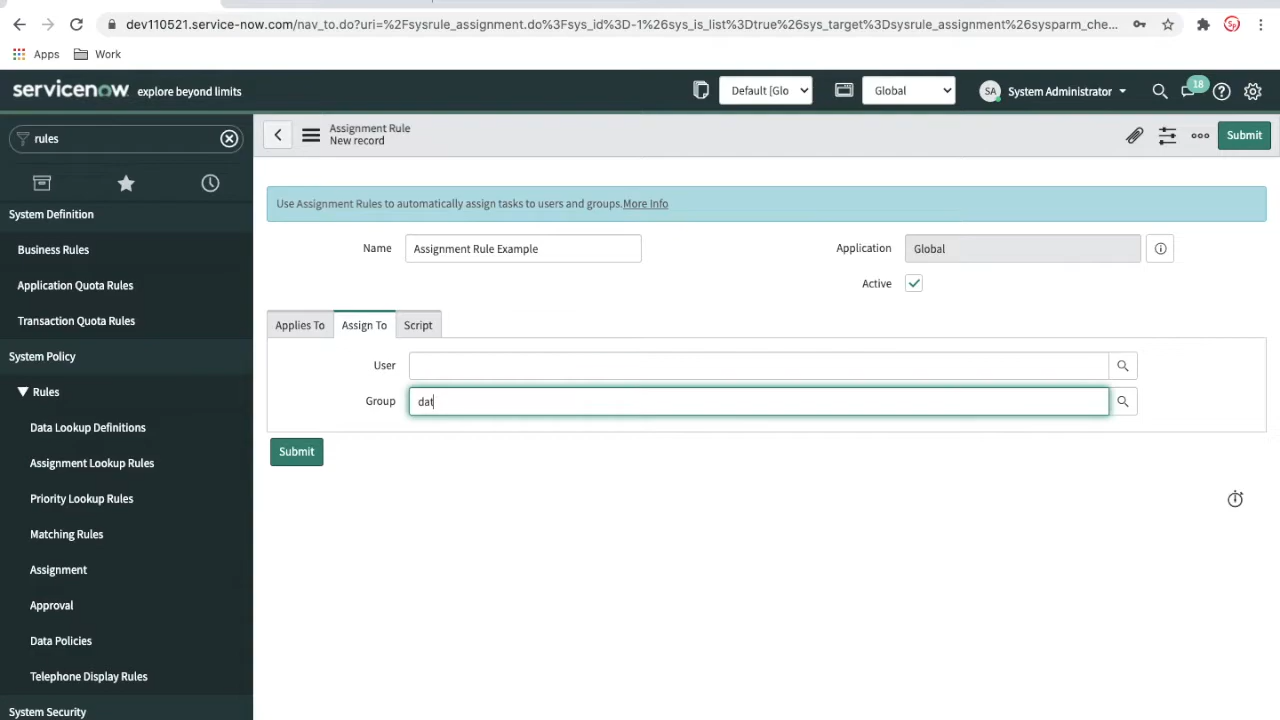 dev110521.service-now.com/nav_to.do?uri=%2Fsysrule_assignment.do%3Fsys_id%3D-1%26sys_is_list%3Dtrue%26sys_target%3Dsysrule_assignment%26sysparm_che...
Apps
Work
servicenow explore beyond limits
Default [Glo
Global
SA System Administrator
18
rules
Assignment Rule
New record
Submit
Use Assignment Rules to automatically assign tasks to users and groups.More Info
Name Assignment Rule Example
Application Global
Active
Applies To Assign To Script
User
Group dat
Submit
System Definition
Business Rules
Application Quota Rules
Transaction Quota Rules
System Policy
Rules
Data Lookup Definitions
Assignment Lookup Rules
Priority Lookup Rules
Matching Rules
Assignment
Approval
Data Policies
Telephone Display Rules
System Security